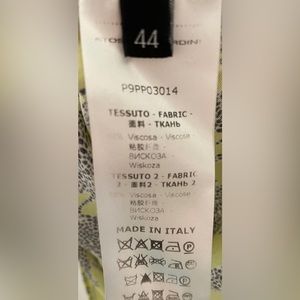 44
P9PP03014
TESSUTO - FABRIC -
面料 - ТКАНЬ
Viscosa - Viscose -
粘胶纤维 -
ВИСКОЗА -
Wiskoza
TESSUTO 2 - FABRIC
2 - 面料2 - ТКАНЬ 2
Viscosa - Viscose -
粘胶纤维 -
ВИСКОЗА -
Wiskoza
MADE IN ITALY